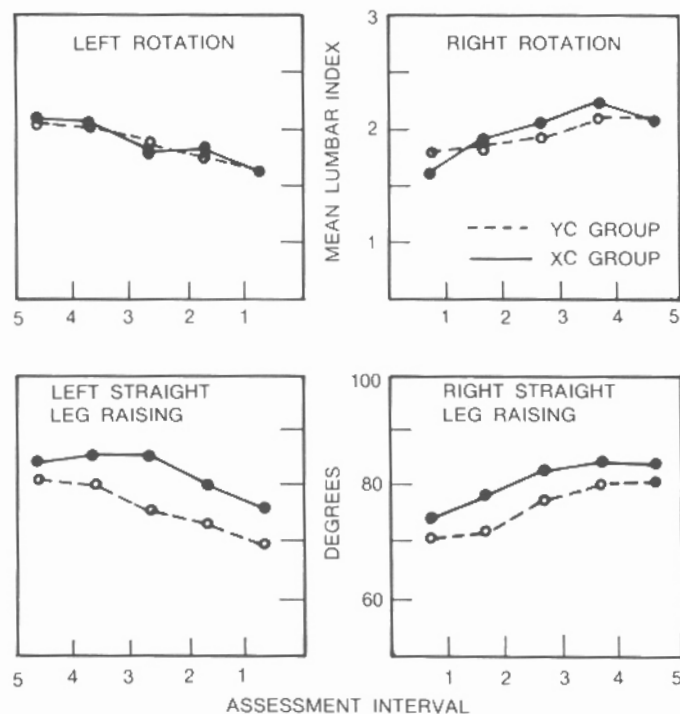 LEFT ROTATION
MEAN LUMBAR INDEX
3
2
1
RIGHT ROTATION
YC GROUP
XC GROUP
5 4 3 2 1
1 2 3 4 5
LEFT STRAIGHT
LEG RAISING
DEGREES
100
80
60
RIGHT STRAIGHT
LEG RAISING
5 4 3 2 1
1 2 3 4 5
ASSESSMENT INTERVAL